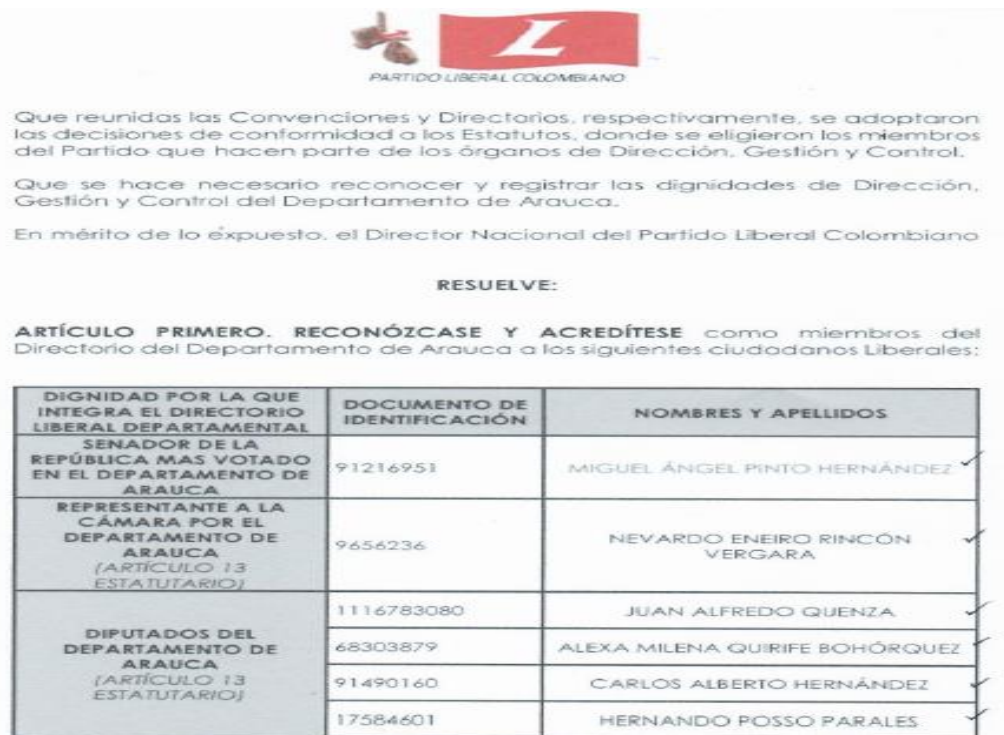 L
PARTIDO LIBERAL COLOMBIANO
Que reunidas las Convenciones y Directorios, respectivamente, se adoptaron
las decisiones de conformidad a los Estatutos, donde se eligieron los miembros
del Partido que hacen parte de los órganos de Dirección, Gestión y Control.
Que se hace necesario reconocer y registrar las dignidades de Dirección,
Gestión y Control del Departamento de Arauca.
En mérito de lo expuesto, el Director Nacional del Partido Liberal Colombiano
RESUELVE:
ARTÍCULO PRIMERO. RECONÓZCASE Y ACREDÍTESE como miembros del
Directorio del Departamento de Arauca a los siguientes ciudadanos Liberales:
DIGNIDAD POR LA QUE
INTEGRA EL DIRECTORIO
LIBERAL DEPARTAMENTAL
DOCUMENTO DE
IDENTIFICACIÓN
NOMBRES Y APELLIDOS
SENADOR DE LA
REPÚBLICA MAS VOTADO
EN EL DEPARTAMENTO DE
ARAUCA
91216951
MIGUEL ÁNGEL PINTO HERNÁNDEZ
REPRESENTANTE A LA
CÁMARA POR EL
DEPARTAMENTO DE
ARAUCA
(ARTÍCULO 13
ESTATUTARIO)
9656236
NEVARDO ENEIRO RINCÓN
VERGARA
DIPUTADOS DEL
DEPARTAMENTO DE
ARAUCA
(ARTÍCULO 13
ESTATUTARIO)
1116783080
JUAN ALFREDO QUENZA
68303879
ALEXA MILENA QUIRIFE BOHÓRQUEZ
91490160
CARLOS ALBERTO HERNÁNDEZ
17584601
HERNANDO POSSO PARALES